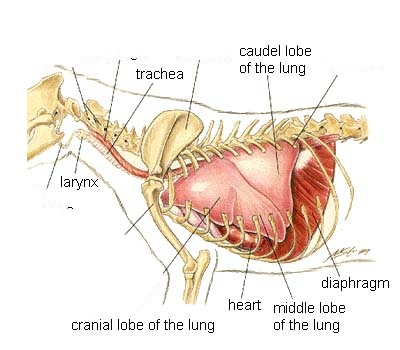 caudel lobe
of the lung
trachea
larynx
diaphragm
heart
middle lobe
of the lung
cranial lobe of the lung